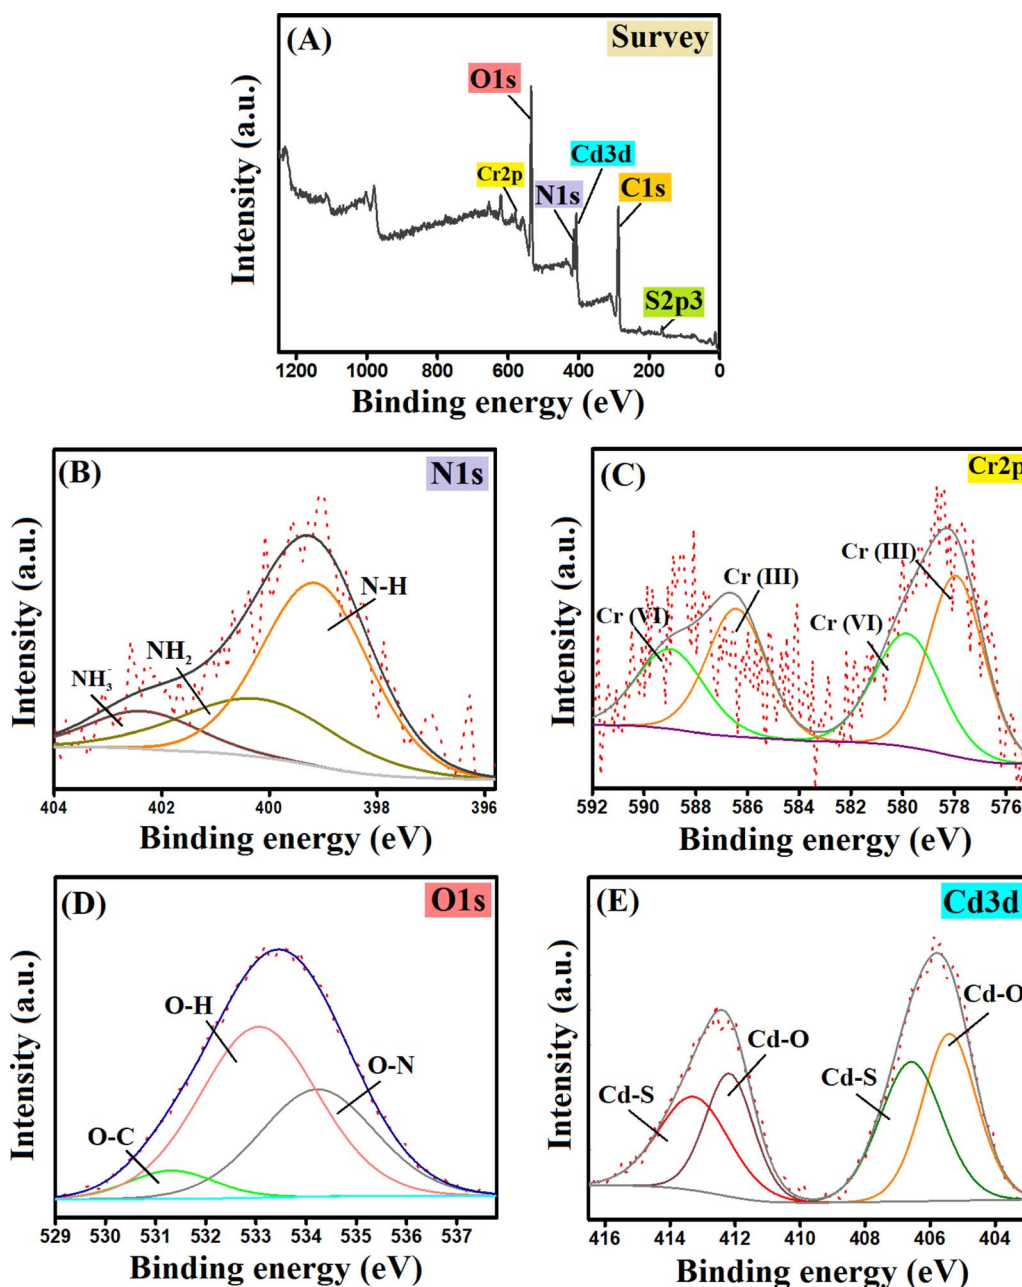 (A)
Survey
O1s
Cr2p
Cd3d
N1s
C1s
S2p3
Intensity (a.u.)
1200 1000 800 600 400 200 0
Binding energy (eV)
(B)
N1s
N-H
NH2
NH3-
Intensity (a.u.)
404 402 400 398 396
Binding energy (eV)
(C)
Cr2p
Cr (III)
Cr (III)
Cr (VI)
Cr (VI)
Intensity (a.u.)
592 590 588 586 584 582 580 578 576
Binding energy (eV)
(D)
O1s
O-H
O-N
O-C
Intensity (a.u.)
529 530 531 532 533 534 535 536 537
Binding energy (eV)
(E)
Cd3d
Cd-O
Cd-O
Cd-S
Cd-S
Intensity (a.u.)
416 414 412 410 408 406 404
Binding energy (eV)